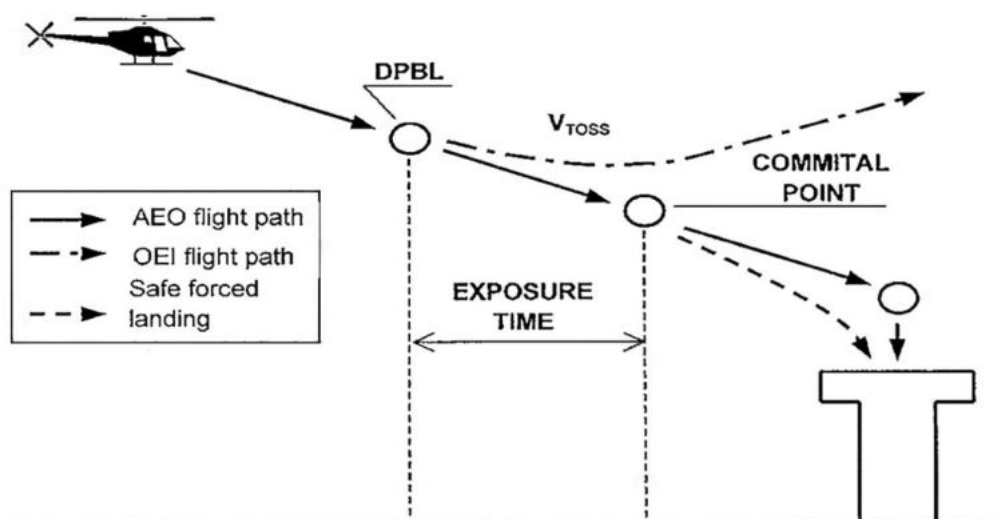 DPBL
VTOSS
COMMITAL
POINT
AEO flight path
OEI flight path
Safe forced
landing
EXPOSURE
TIME